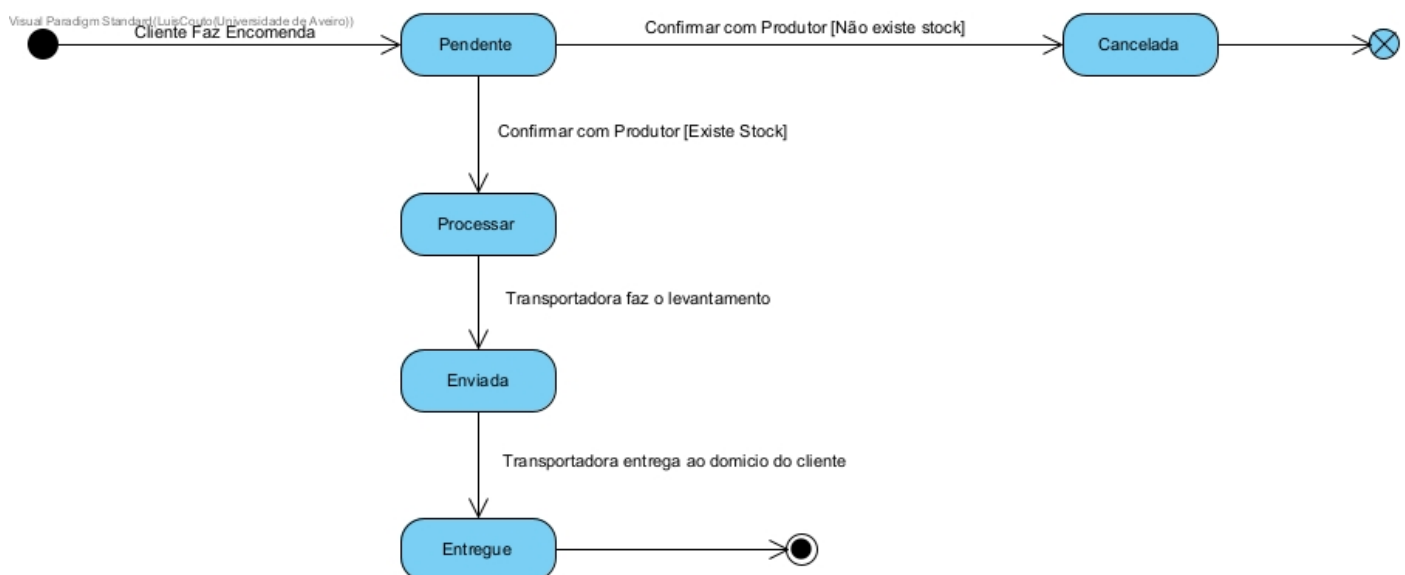 Visual Paradigm Standard(LuisCouto(Universidade de Aveiro))
Cliente Faz Encomenda
Pendente
Confirmar com Produtor [Não existe stock]
Cancelada
Confirmar com Produtor [Existe Stock]
Processar
Transportadora faz o levantamento
Enviada
Transportadora entrega ao domicio do cliente
Entregue